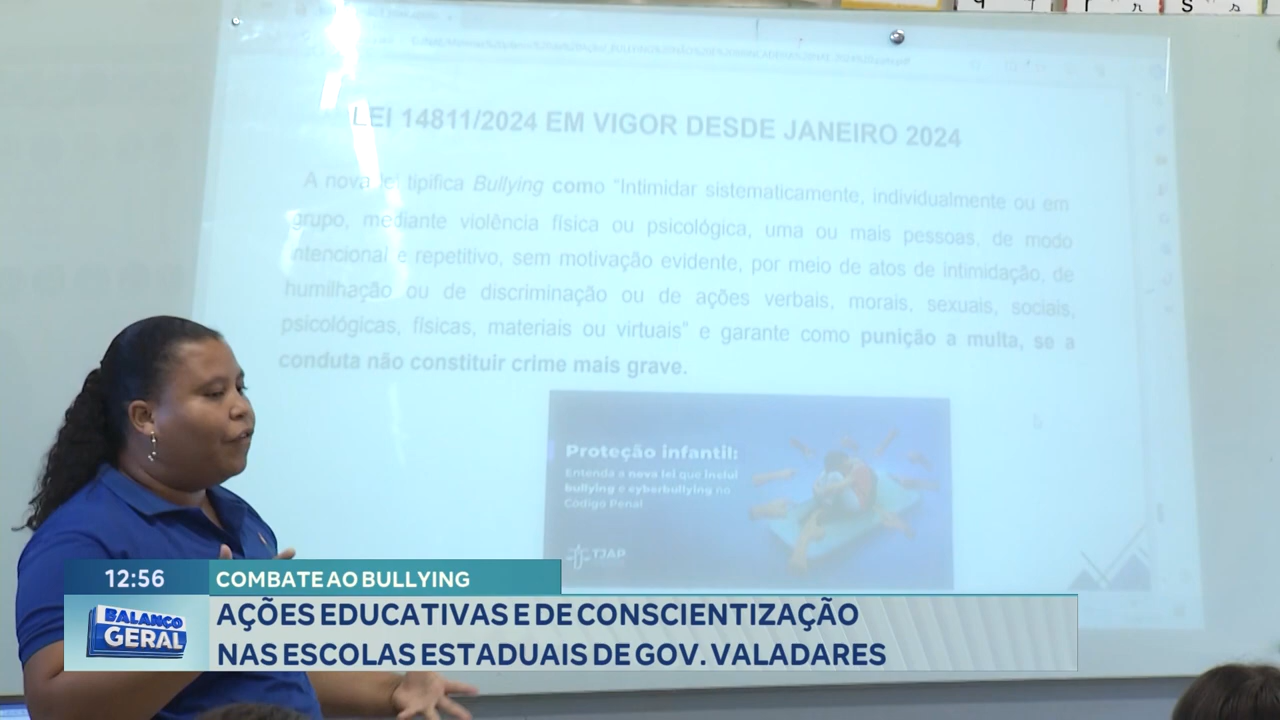 q
r r
S s
LEI 14811/2024 EM VIGOR DESDE JANEIRO 2024
A nova lei tipifica Bullying como “Intimidar sistematicamente, individualmente ou em
grupo, mediante violência física ou psicológica, uma ou mais pessoas, de modo
intencional e repetitivo, sem motivação evidente, por meio de atos de intimidação, de
humilhação ou de discriminação ou de ações verbais, morais, sexuais, sociais,
psicológicas, físicas, materiais ou virtuais” e garante como punição a multa, se a
conduta não constituir crime mais grave.
Proteção infantil:
Entenda a nova lei que inclui
bullying e cyberbullying no
Código Penal
TJAP
12:56
COMBATE AO BULLYING
BALANÇO
GERAL
AÇÕES EDUCATIVAS E DE CONSCIENTIZAÇÃO
NAS ESCOLAS ESTADUAIS DE GOV. VALADARES